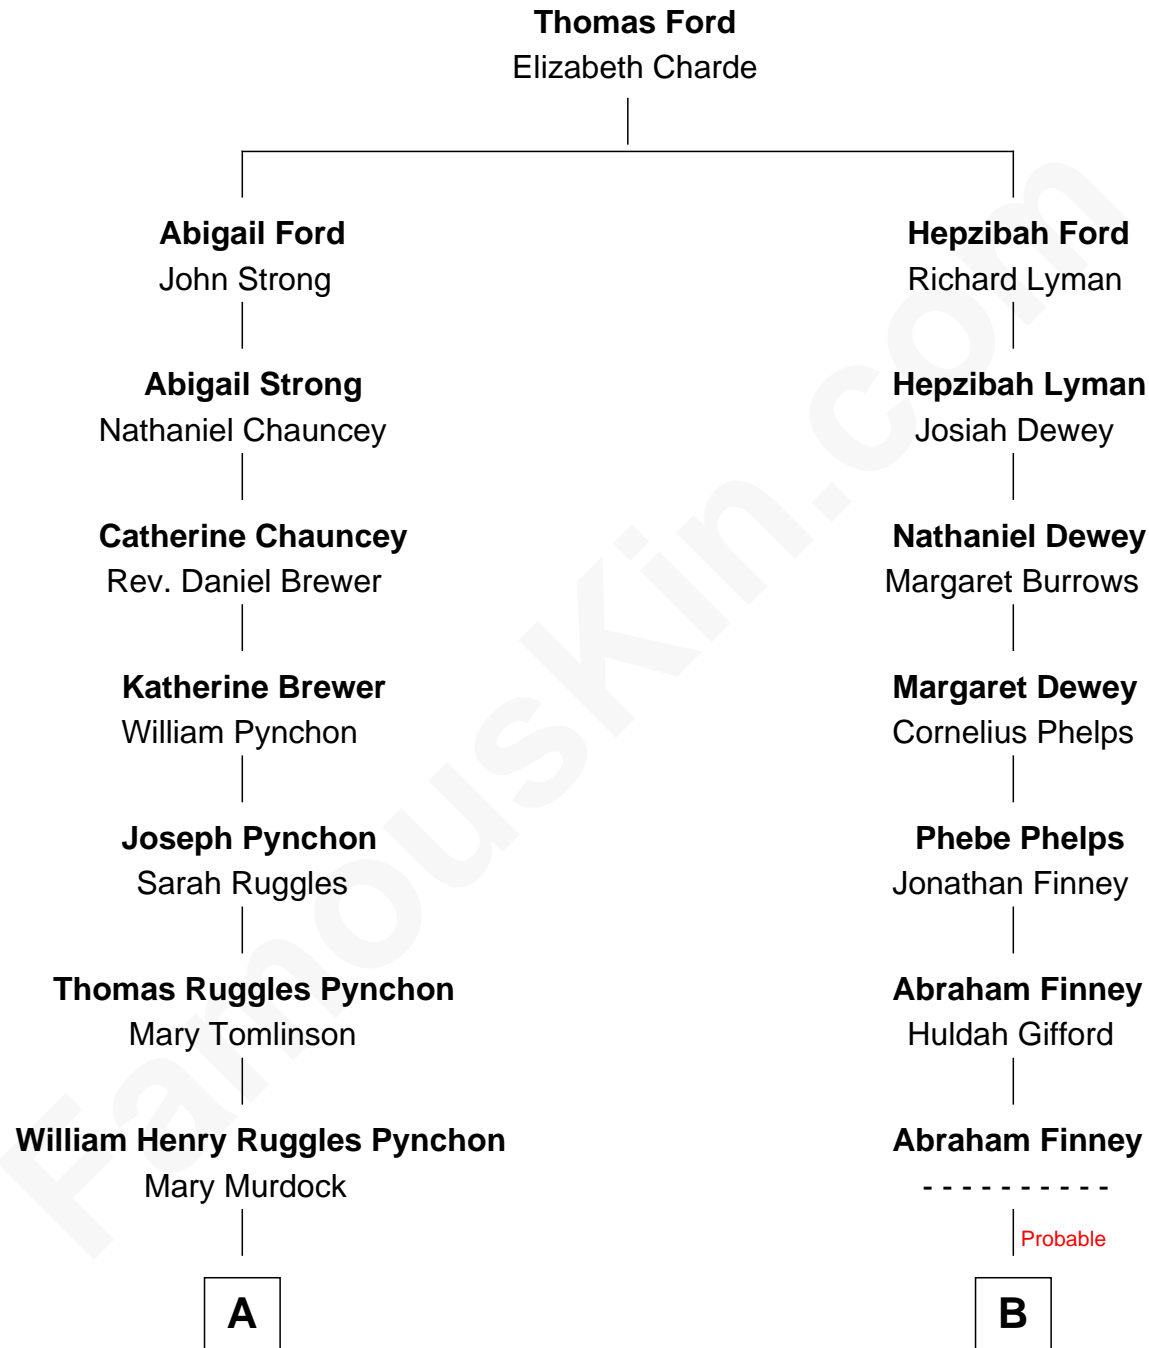 Thomas Ford
Elizabeth Charde
Abigail Ford
John Strong
Hepzibah Ford
Richard Lyman
Abigail Strong
Nathaniel Chauncey
Hepzibah Lyman
Josiah Dewey
Catherine Chauncey
Rev. Daniel Brewer
Nathaniel Dewey
Margaret Burrows
Katherine Brewer
William Pynchon
Margaret Dewey
Cornelius Phelps
Joseph Pynchon
Sarah Ruggles
Phebe Phelps
Jonathan Finney
Thomas Ruggles Pynchon
Mary Tomlinson
Abraham Finney
Huldah Gifford
William Henry Ruggles Pynchon
Mary Murdock
Abraham Finney
- - - - - - - - - -
Probable
A
B
FamousKin.com